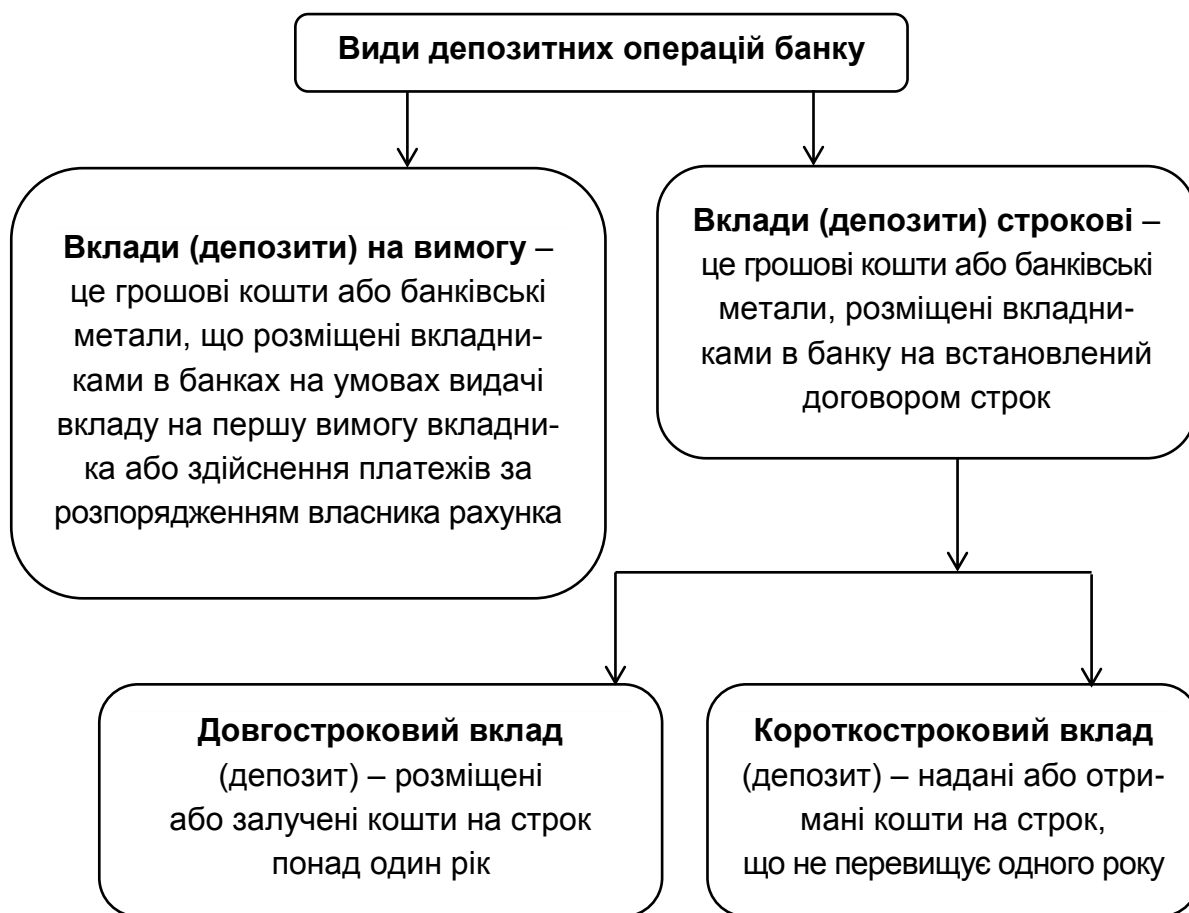 Види депозитних операцій банку
Вклади (депозити) на вимогу –
це грошові кошти або банківські
метали, що розміщені вкладни-
ками в банках на умовах видачі
вкладу на першу вимогу вкладни-
ка або здійснення платежів за
розпорядженням власника рахунка
Вклади (депозити) строкові –
це грошові кошти або банківські
метали, розміщені вкладни-
ками в банку на встановлений
договором строк
Довгостроковий вклад
(депозит) – розміщені
або залучені кошти на строк
понад один рік
Короткостроковий вклад
(депозит) – надані або отри-
мані кошти на строк,
що не перевищує одного року